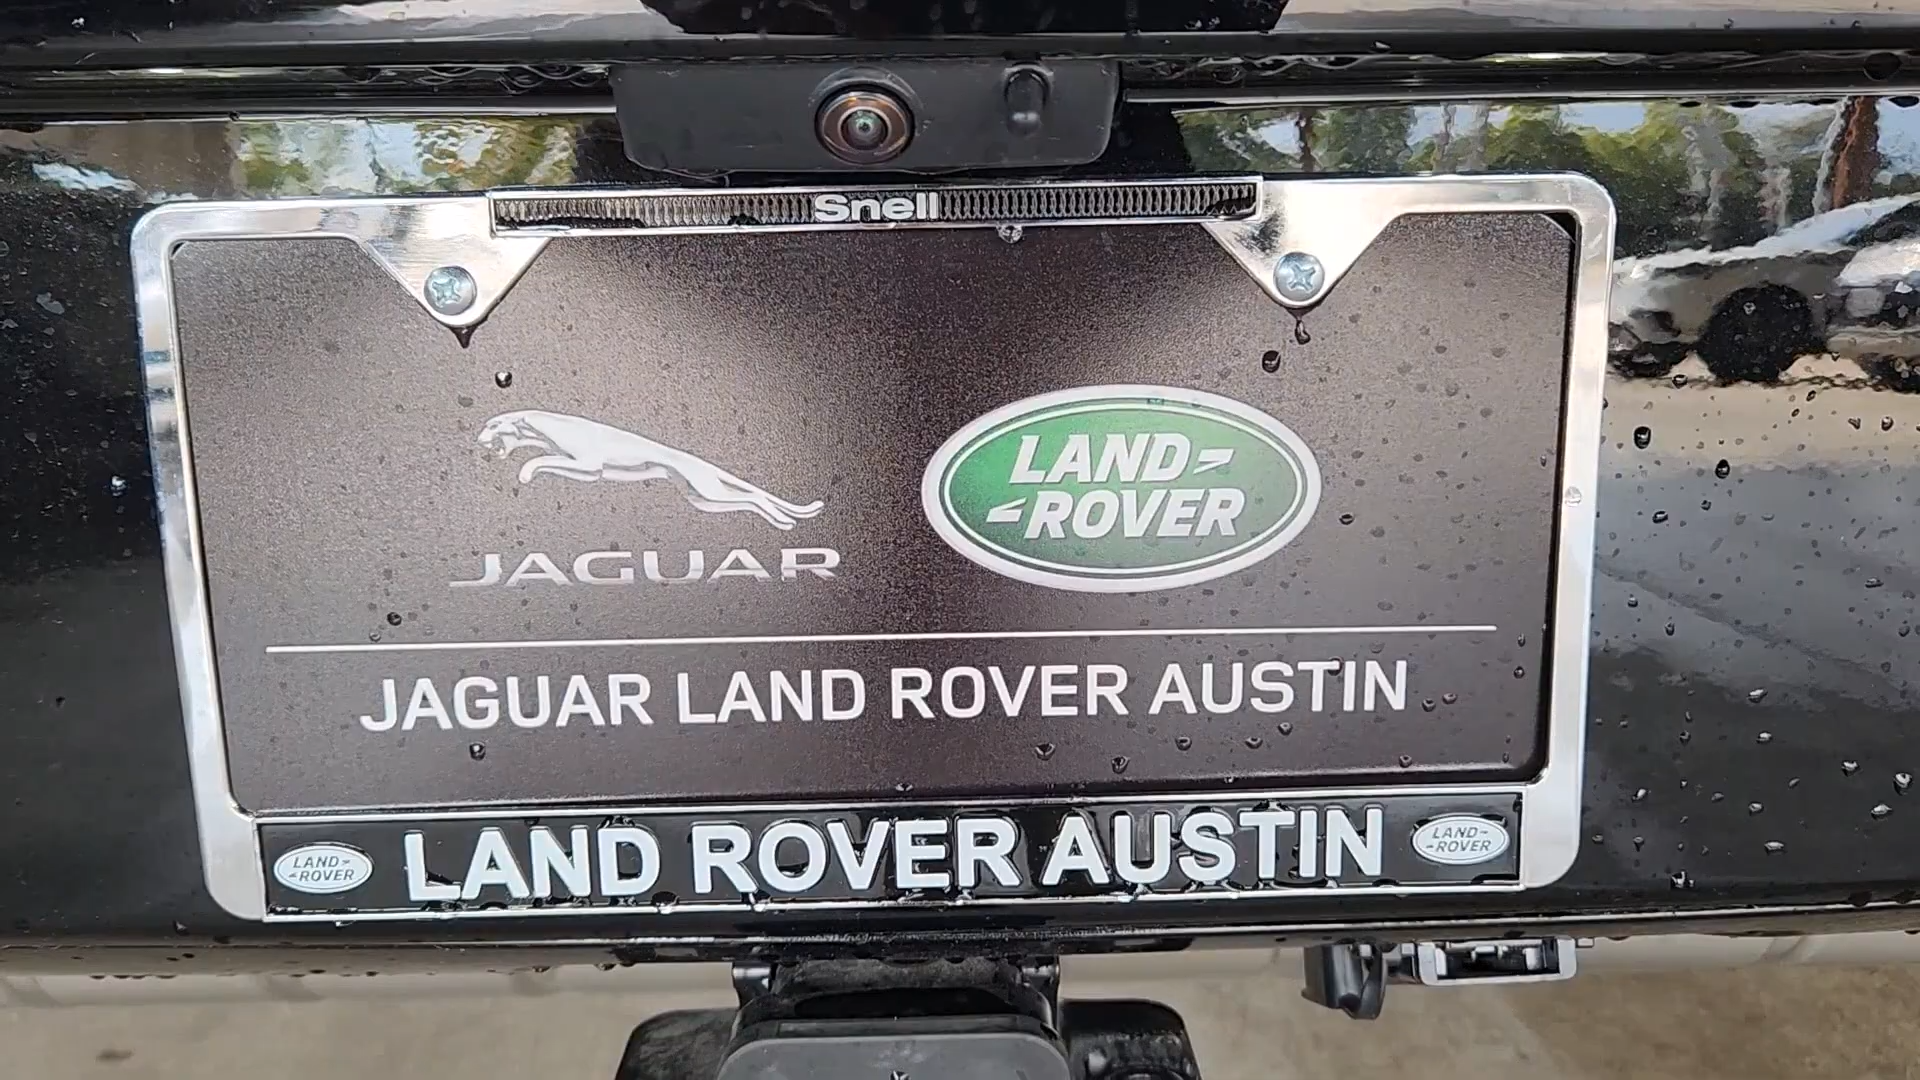 Snell
LAND
ROVER
JAGUAR
JAGUAR LAND ROVER AUSTIN
LAND
ROVER
LAND ROVER AUSTIN
LAND
ROVER